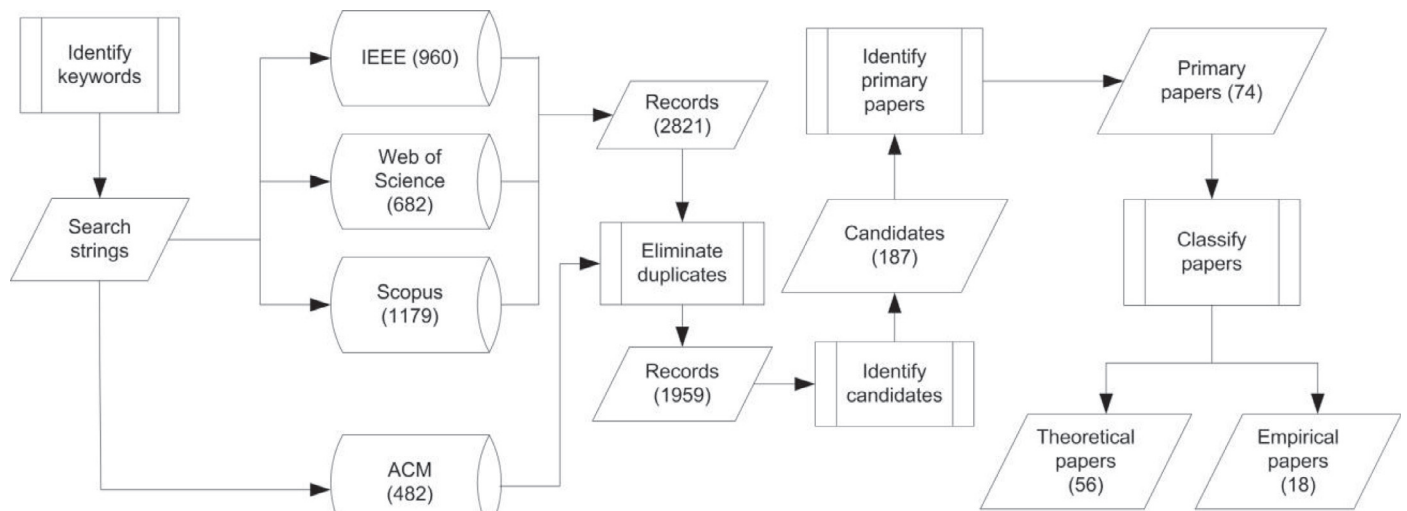 Identify
keywords
Search
strings
IEEE (960)
Web of
Science
(682)
Scopus
(1179)
ACM
(482)
Records
(2821)
Eliminate
duplicates
Records
(1959)
Identify
candidates
Candidates
(187)
Identify
primary
papers
Primary
papers (74)
Classify
papers
Theoretical
papers
(56)
Empirical
papers
(18)